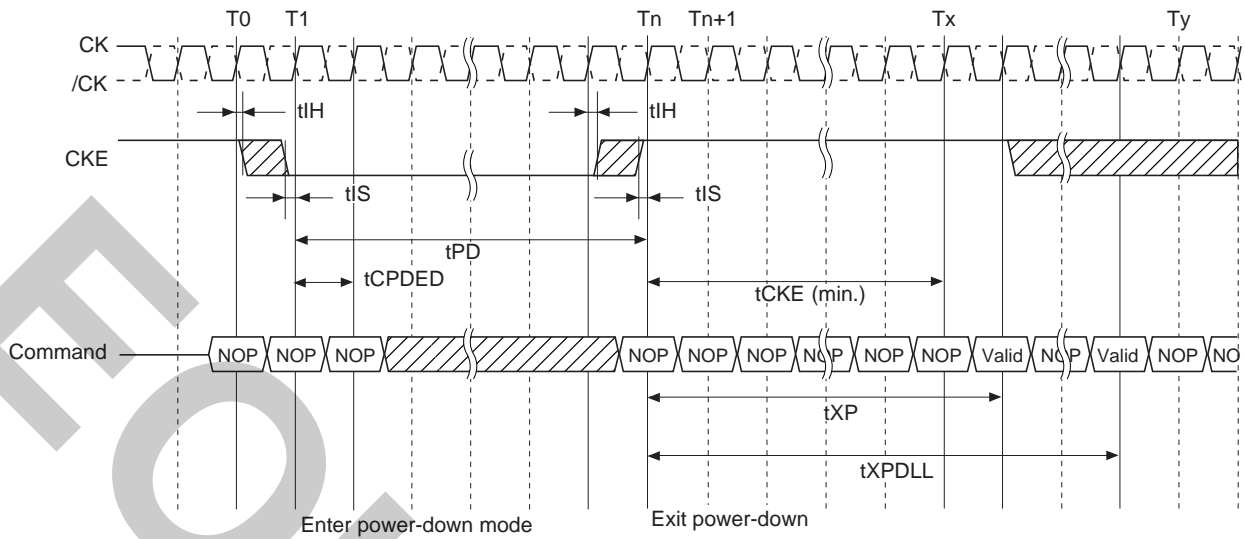 T0 T1 Tn Tn+1 Tx Ty
CK
/CK
tIH tIH
CKE
tIS tIS
tPD
tCPDED
tCKE (min.)
Command NOP NOP NOP NOP NOP NOP NOP NOP NOP Valid NOP Valid NOP NO
tXP
tXPDLL
Enter power-down mode Exit power-down
EO